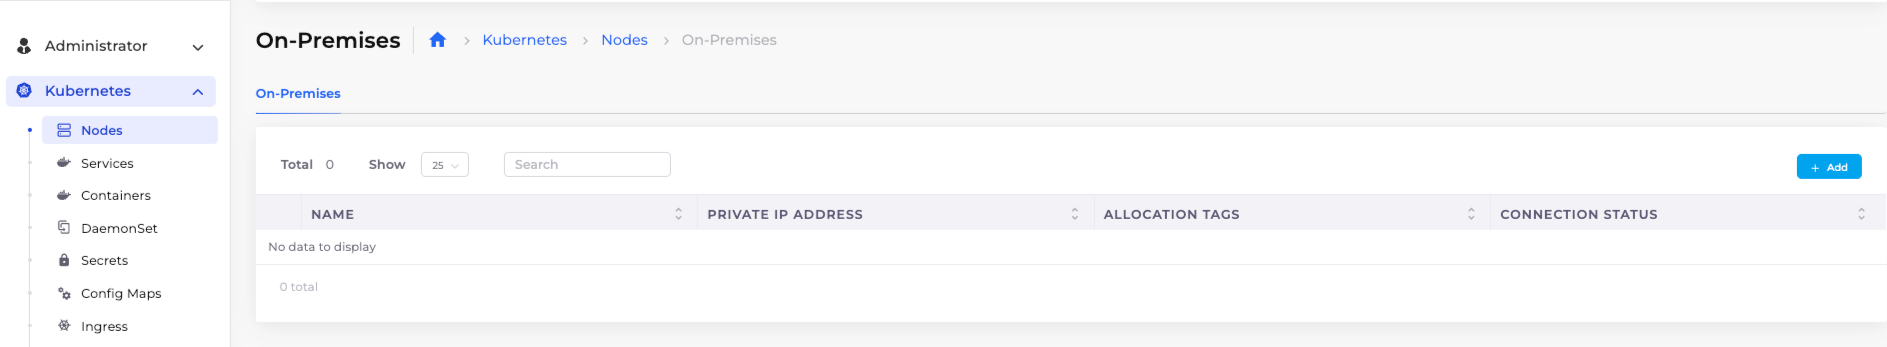 Administrator
Kubernetes
Nodes
Services
Containers
DaemonSet
Secrets
Config Maps
Ingress
On-Premises
Kubernetes > Nodes > On-Premises
On-Premises
Total 0 Show 25 Search
+ Add
NAME PRIVATE IP ADDRESS ALLOCATION TAGS CONNECTION STATUS
No data to display
0 total